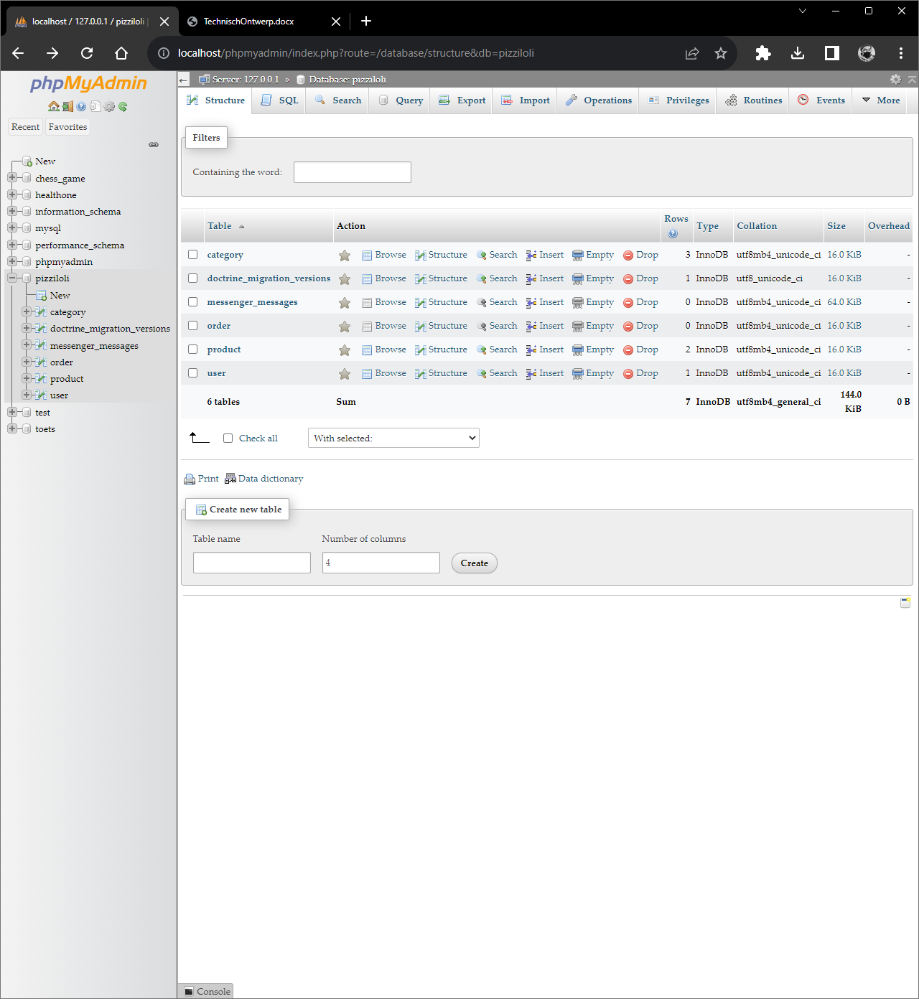 localhost / 127.0.0.1 / pizziloli |
TechnischOntwerp.docx
localhost/phpmyadmin/index.php?route=/database/structure&db=pizziloli
phpMyAdmin
Recent Favorites
New
chess_game
healthone
information_schema
mysql
performance_schema
phpmyadmin
pizziloli
New
category
doctrine_migration_versions
messenger_messages
order
product
user
test
toets
Server: 127.0.0.1 » Database: pizziloli
Structure SQL Search Query Export Import Operations Privileges Routines Events More
Filters
Containing the word:
Table Action Rows Type Collation Size Overhead
category Browse Structure Search Insert Empty Drop 3 InnoDB utf8mb4_unicode_ci 16.0 KiB -
doctrine_migration_versions Browse Structure Search Insert Empty Drop 1 InnoDB utf8_unicode_ci 16.0 KiB -
messenger_messages Browse Structure Search Insert Empty Drop 0 InnoDB utf8mb4_unicode_ci 64.0 KiB -
order Browse Structure Search Insert Empty Drop 0 InnoDB utf8mb4_unicode_ci 16.0 KiB -
product Browse Structure Search Insert Empty Drop 2 InnoDB utf8mb4_unicode_ci 16.0 KiB -
user Browse Structure Search Insert Empty Drop 1 InnoDB utf8mb4_unicode_ci 16.0 KiB -
6 tables Sum 7 InnoDB utf8mb4_general_ci 144.0 KiB 0 B
Check all With selected:
Print Data dictionary
Create new table
Table name Number of columns
4 Create
Console